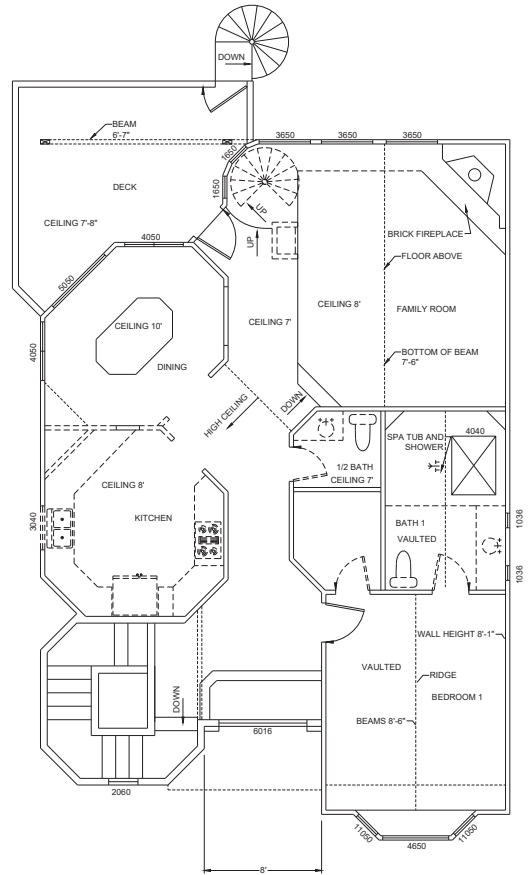 DOWN
BEAM
6'-7"
3650
3650
3650
1650
1650
DECK
UP
CEILING 7'-8"
BRICK FIREPLACE
4050
UP
FLOOR ABOVE
5050
CEILING 8'
CEILING 10'
CEILING 7'
FAMILY ROOM
4050
DINING
BOTTOM OF BEAM
7'-6"
DOWN
HIGH CEILING
SPA TUB AND
SHOWER
4040
1/2 BATH
CEILING 7'
CEILING 8'
KITCHEN
3040
BATH 1
VAULTED
1036
1036
WALL HEIGHT 8'-1"
VAULTED
RIDGE
BEDROOM 1
DOWN
BEAMS 8'-6"
6016
2060
11050
4650
11050
8'